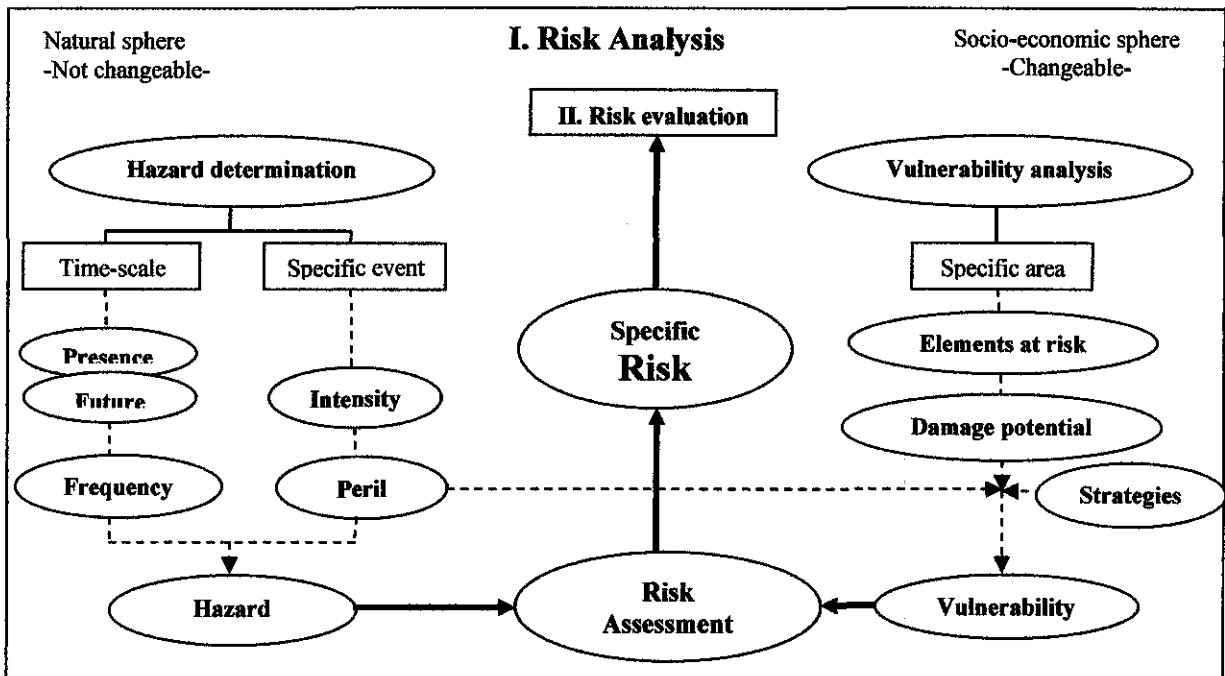 I. Risk Analysis
Natural sphere
-Not changeable-
Socio-economic sphere
-Changeable-
II. Risk evaluation
Hazard determination
Vulnerability analysis
Time-scale
Specific event
Specific area
Specific
Risk
Presence
Elements at risk
Future
Intensity
Damage potential
Frequency
Peril
Strategies
Hazard
Risk
Assessment
Vulnerability